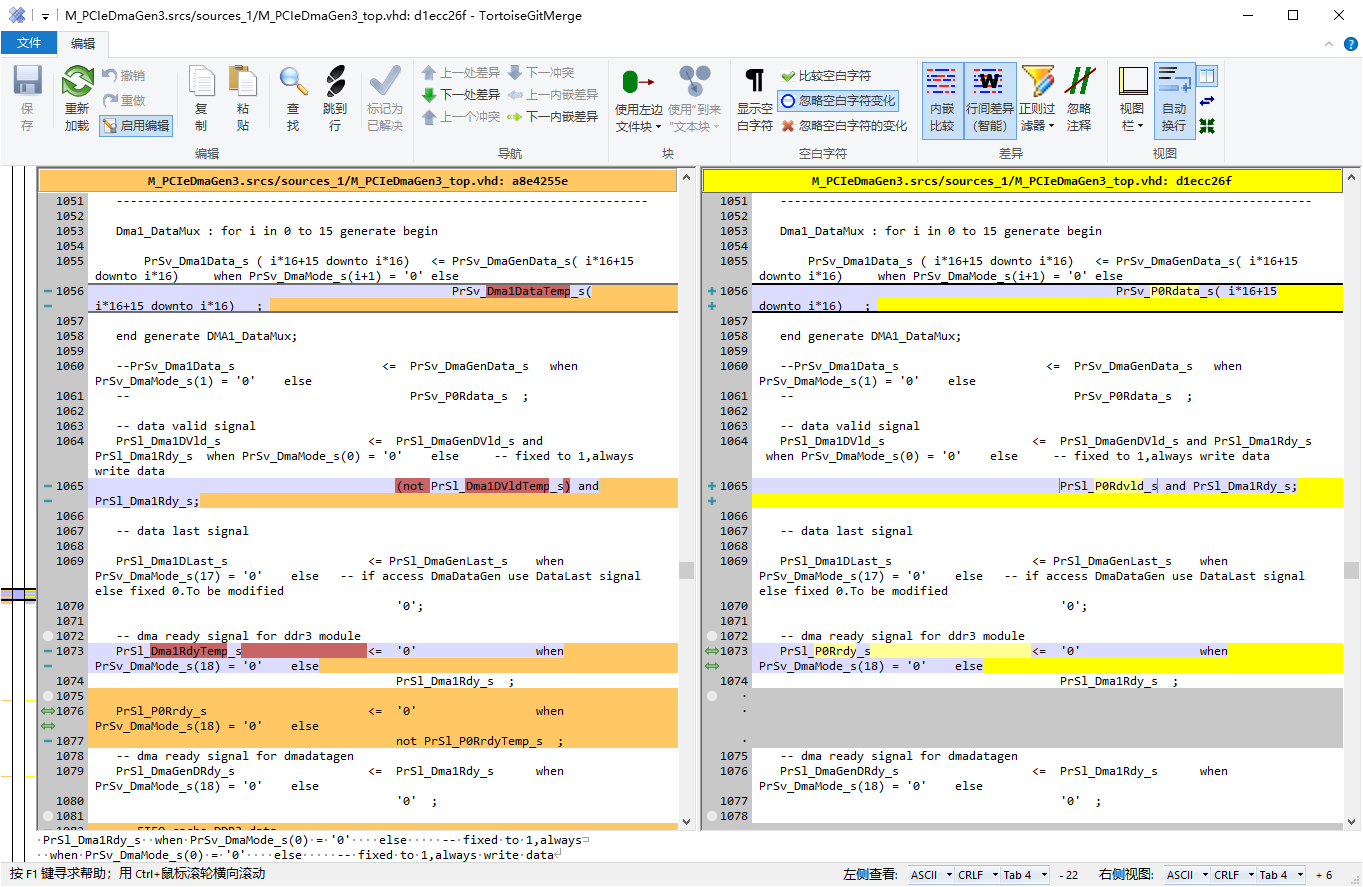 M_PCIeDmaGen3.srcs/sources_1/M_PCIeDmaGen3_top.vhd: d1ecc26f - TortoiseGitMerge
文件 编辑
保存
重新加载
撤销
重做
启用编辑
编辑
复制
粘贴
查找
跳到行
标记为已解决
上一处差异 下一冲突
下一处差异 上一内嵌差异
上一个冲突 下一内嵌差异
导航
使用左边文件块
使用“到来”文本块
块
显示空白字符
比较空白字符
忽略空白字符变化
忽略空白字符的变化
空白字符
内嵌比较
行间差异(智能)
正则过滤器
忽略注释
差异
视图栏
自动换行
视图
M_PCIeDmaGen3.srcs/sources_1/M_PCIeDmaGen3_top.vhd: a8e4255e
1051 -----------------------------------------------------------------------------
1052
1053 Dma1_DataMux : for i in 0 to 15 generate begin
1054
1055 PrSv_Dma1Data_s ( i*16+15 downto i*16) <= PrSv_DmaGenData_s( i*16+15
downto i*16) when PrSv_DmaMode_s(i+1) = '0' else
1056 PrSv_Dma1DataTemp_s(
i*16+15 downto i*16) ;
1057
1058 end generate DMA1_DataMux;
1059
1060 --PrSv_Dma1Data_s <= PrSv_DmaGenData_s when
PrSv_DmaMode_s(1) = '0' else
1061 -- PrSv_P0Rdata_s ;
1062
1063 -- data valid signal
1064 PrSl_Dma1DVld_s <= PrSl_DmaGenDVld_s and
PrSl_Dma1Rdy_s when PrSv_DmaMode_s(0) = '0' else -- fixed to 1,always
write data
1065 (not PrSl_Dma1DVldTemp_s) and
PrSl_Dma1Rdy_s;
1066
1067 -- data last signal
1068
1069 PrSl_Dma1DLast_s <= PrSl_DmaGenLast_s when
PrSv_DmaMode_s(17) = '0' else -- if access DmaDataGen use DataLast signal
else fixed 0.To be modified
1070 '0';
1071
1072 -- dma ready signal for ddr3 module
1073 PrSl_Dma1RdyTemp_s <= '0' when
PrSv_DmaMode_s(18) = '0' else
1074 PrSl_Dma1Rdy_s ;
1075
1076 PrSl_P0Rrdy_s <= '0' when
PrSv_DmaMode_s(18) = '0' else
1077 not PrSl_P0RrdyTemp_s ;
1078 -- dma ready signal for dmadatagen
1079 PrSl_DmaGenDRdy_s <= PrSl_Dma1Rdy_s when
PrSv_DmaMode_s(18) = '0' else
1080 '0' ;
1081
M_PCIeDmaGen3.srcs/sources_1/M_PCIeDmaGen3_top.vhd: d1ecc26f
1051 -----------------------------------------------------------------------------
1052
1053 Dma1_DataMux : for i in 0 to 15 generate begin
1054
1055 PrSv_Dma1Data_s ( i*16+15 downto i*16) <= PrSv_DmaGenData_s( i*16+15
downto i*16) when PrSv_DmaMode_s(i+1) = '0' else
1056 PrSv_P0Rdata_s( i*16+15
downto i*16) ;
1057
1058 end generate DMA1_DataMux;
1059
1060 --PrSv_Dma1Data_s <= PrSv_DmaGenData_s when
PrSv_DmaMode_s(1) = '0' else
1061 -- PrSv_P0Rdata_s ;
1062
1063 -- data valid signal
1064 PrSl_Dma1DVld_s <= PrSl_DmaGenDVld_s and PrSl_Dma1Rdy_s
when PrSv_DmaMode_s(0) = '0' else -- fixed to 1,always write data
1065 PrSl_P0Rdvld_s and PrSl_Dma1Rdy_s;
1066
1067 -- data last signal
1068
1069 PrSl_Dma1DLast_s <= PrSl_DmaGenLast_s when
PrSv_DmaMode_s(17) = '0' else -- if access DmaDataGen use DataLast signal
else fixed 0.To be modified
1070 '0';
1071
1072 -- dma ready signal for ddr3 module
1073 PrSl_P0Rrdy_s <= '0' when
PrSv_DmaMode_s(18) = '0' else
1074 PrSl_Dma1Rdy_s ;
1075 -- dma ready signal for dmadatagen
1076 PrSl_DmaGenDRdy_s <= PrSl_Dma1Rdy_s when
PrSv_DmaMode_s(18) = '0' else
1077 '0' ;
1078
PrSl_Dma1Rdy_s··when·PrSv_DmaMode_s(0)·=·'0'····else·····--·fixed·to·1,always
··when·PrSv_DmaMode_s(0)·=·'0'····else·····--·fixed·to·1,always·write·data
按 F1 键寻求帮助; 用 Ctrl+鼠标滚轮横向滚动 左侧查看: ASCII CRLF Tab 4 - 22 右侧视图: ASCII CRLF Tab 4 + 6